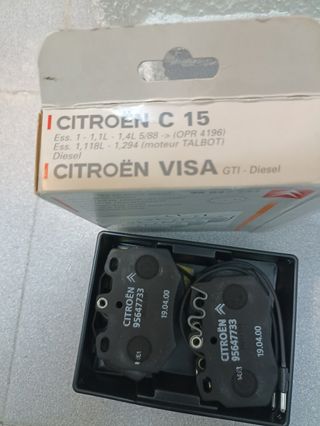 CITROËN C 15
Ess. 1 - 1,1L - 1,4L 5/88 -> (OPR 4196)
Ess. 1,118L - 1,294 (moteur TALBOT)
Diesel
CITROËN VISA GTI - Diesel
CITROËN
95647733
19.04.00
CITROËN
95647733
19.04.00